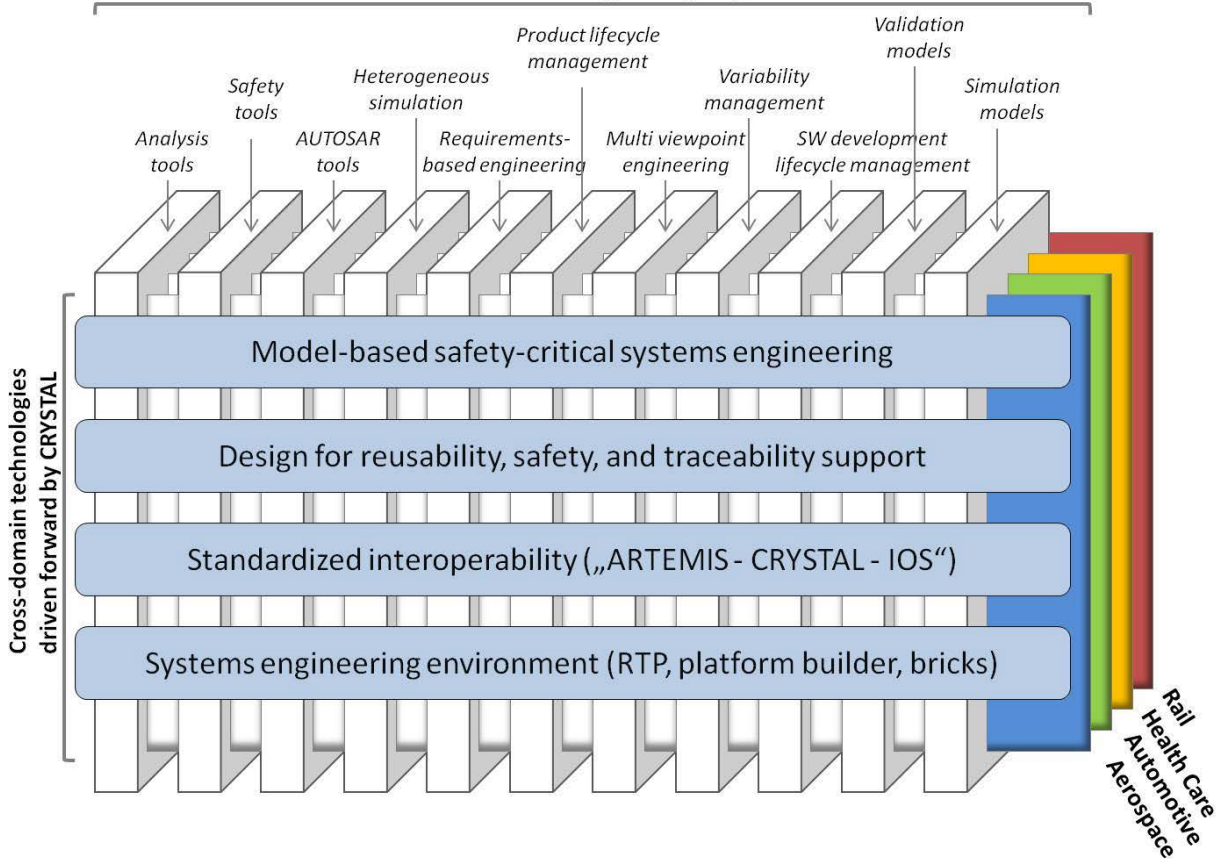 Product lifecycle
management
Validation
models
Heterogeneous
simulation
Variability
management
Safety
tools
Simulation
models
Analysis
tools
AUTOSAR
tools
Requirements-
based engineering
Multi viewpoint
engineering
SW development
lifecycle management
Cross-domain technologies
driven forward by CRYSTAL
Model-based safety-critical systems engineering
Design for reusability, safety, and traceability support
Standardized interoperability („ARTEMIS - CRYSTAL - IOS“)
Systems engineering environment (RTP, platform builder, bricks)
Rail
Health Care
Automotive
Aerospace